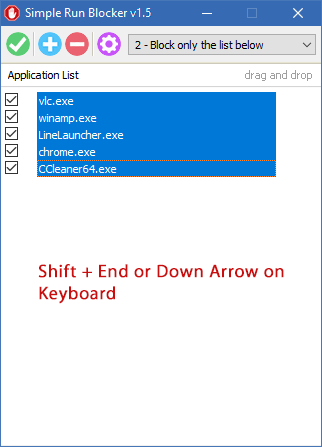 Simple Run Blocker v1.5
2 - Block only the list below
Application List drag and drop
vlc.exe
winamp.exe
LineLauncher.exe
chrome.exe
CCleaner64.exe
Shift + End or Down Arrow on
Keyboard